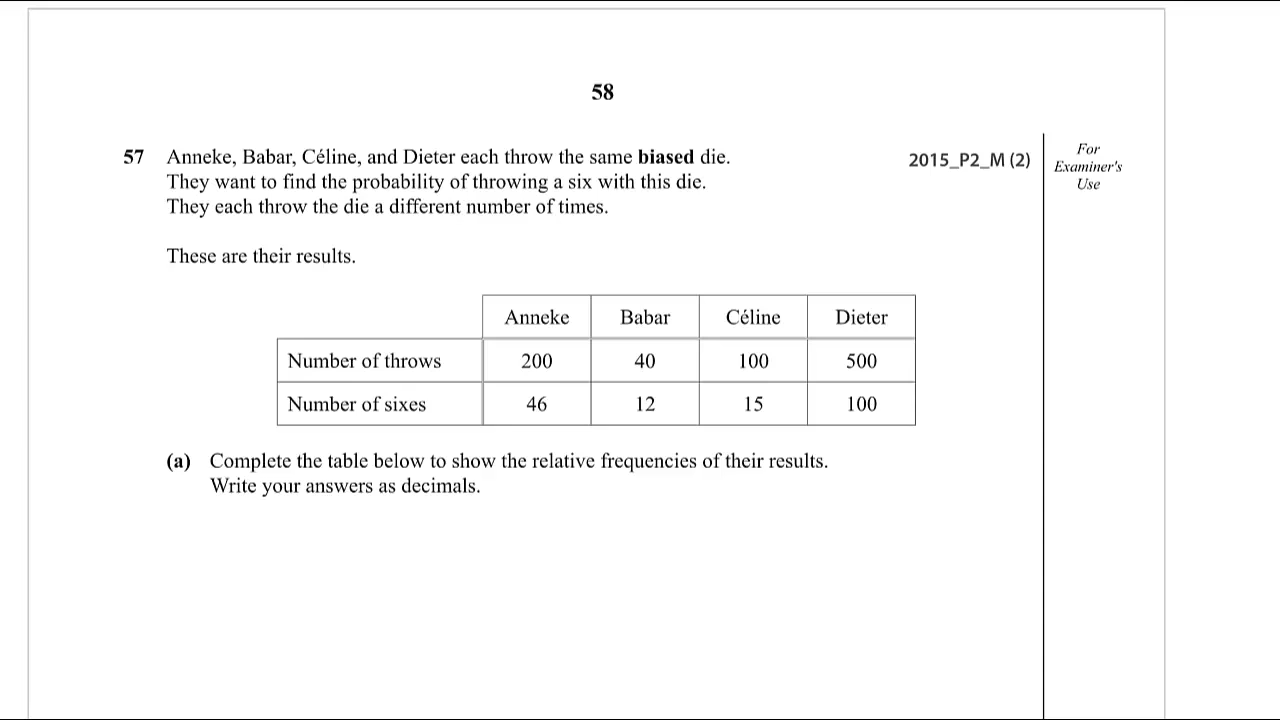 58
57 Anneke, Babar, Céline, and Dieter each throw the same biased die.
2015_P2_M (2)
For
Examiner's
Use
They want to find the probability of throwing a six with this die.
They each throw the die a different number of times.
These are their results.
Anneke Babar Céline Dieter
Number of throws 200 40 100 500
Number of sixes 46 12 15 100
(a) Complete the table below to show the relative frequencies of their results.
Write your answers as decimals.